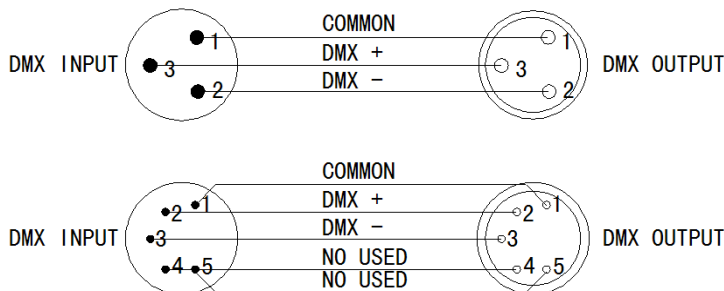 COMMON
DMX INPUT 1 3 2 DMX + 1 3 2 DMX OUTPUT
DMX -
COMMON
1 1
2 DMX + 2
DMX INPUT 3 DMX - 3 DMX OUTPUT
4 5 NO USED 4 5
NO USED